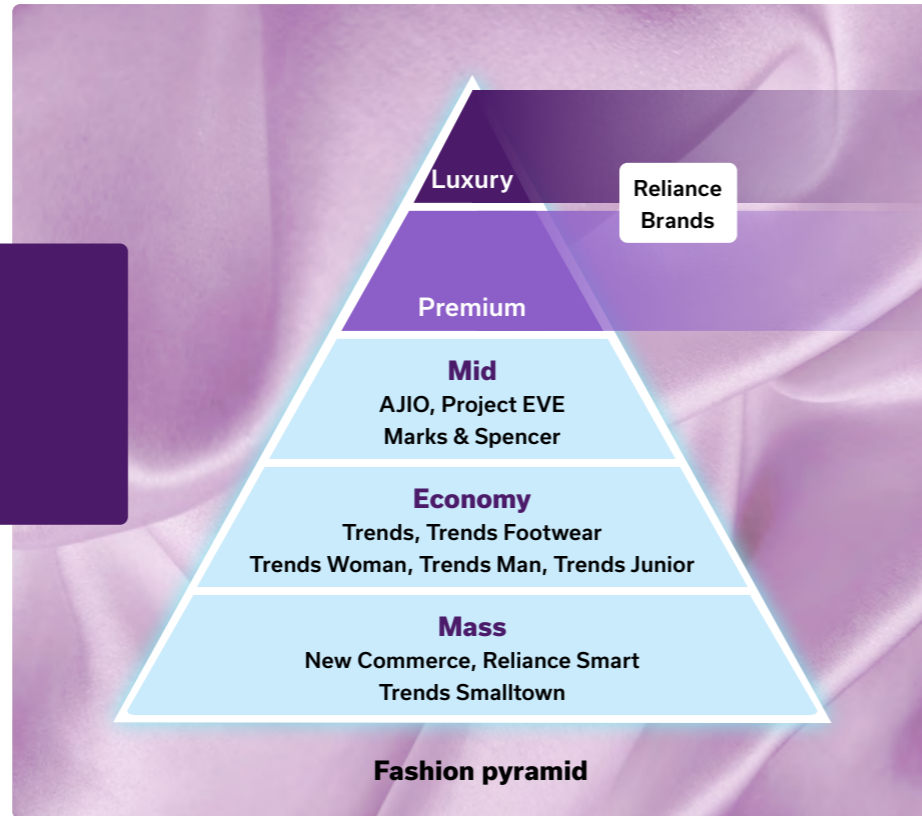 Luxury
Reliance
Brands
Premium
Mid
AJIO, Project EVE
Marks & Spencer
Economy
Trends, Trends Footwear
Trends Woman, Trends Man, Trends Junior
Mass
New Commerce, Reliance Smart
Trends Smalltown
Fashion pyramid